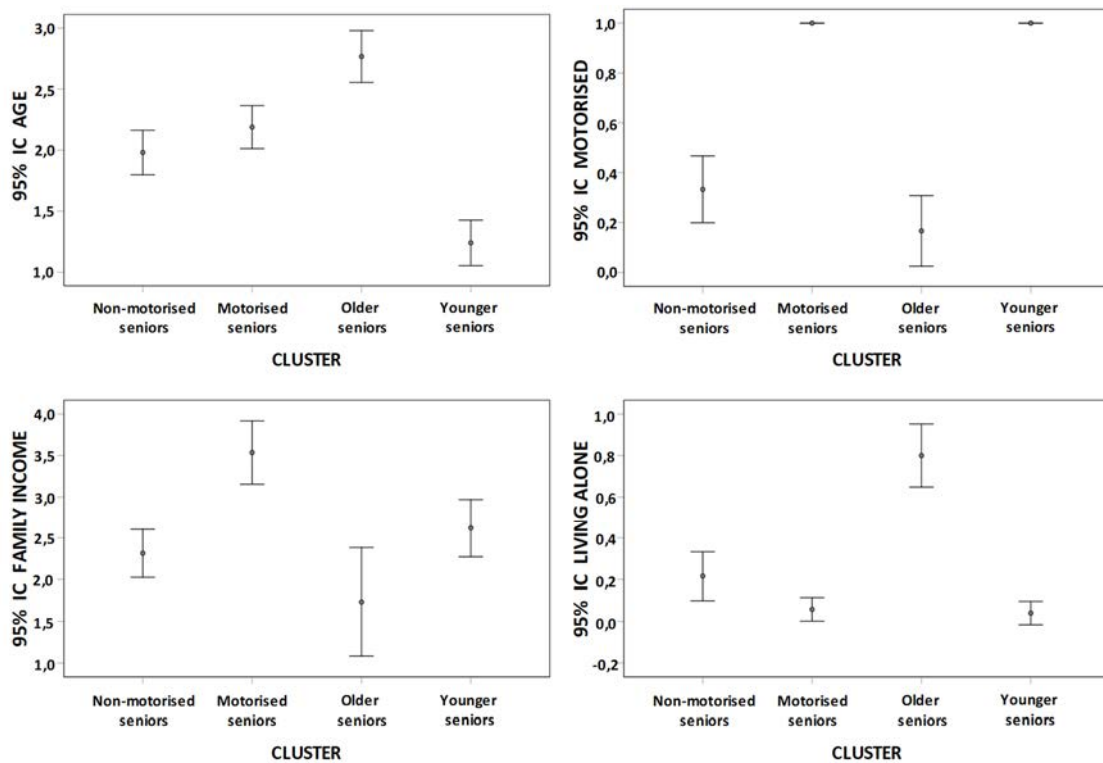 95% IC AGE
3,0
2,5
2,0
1,5
1,0
Non-motorised seniors
Motorised seniors
Older seniors
Younger seniors
CLUSTER
95% IC MOTORISED
1,0
0,8
0,6
0,4
0,2
0,0
Non-motorised seniors
Motorised seniors
Older seniors
Younger seniors
CLUSTER
95% IC FAMILY INCOME
4,0
3,5
3,0
2,5
2,0
1,5
1,0
Non-motorised seniors
Motorised seniors
Older seniors
Younger seniors
CLUSTER
95% IC LIVING ALONE
1,0
0,8
0,6
0,4
0,2
0,0
-0,2
Non-motorised seniors
Motorised seniors
Older seniors
Younger seniors
CLUSTER